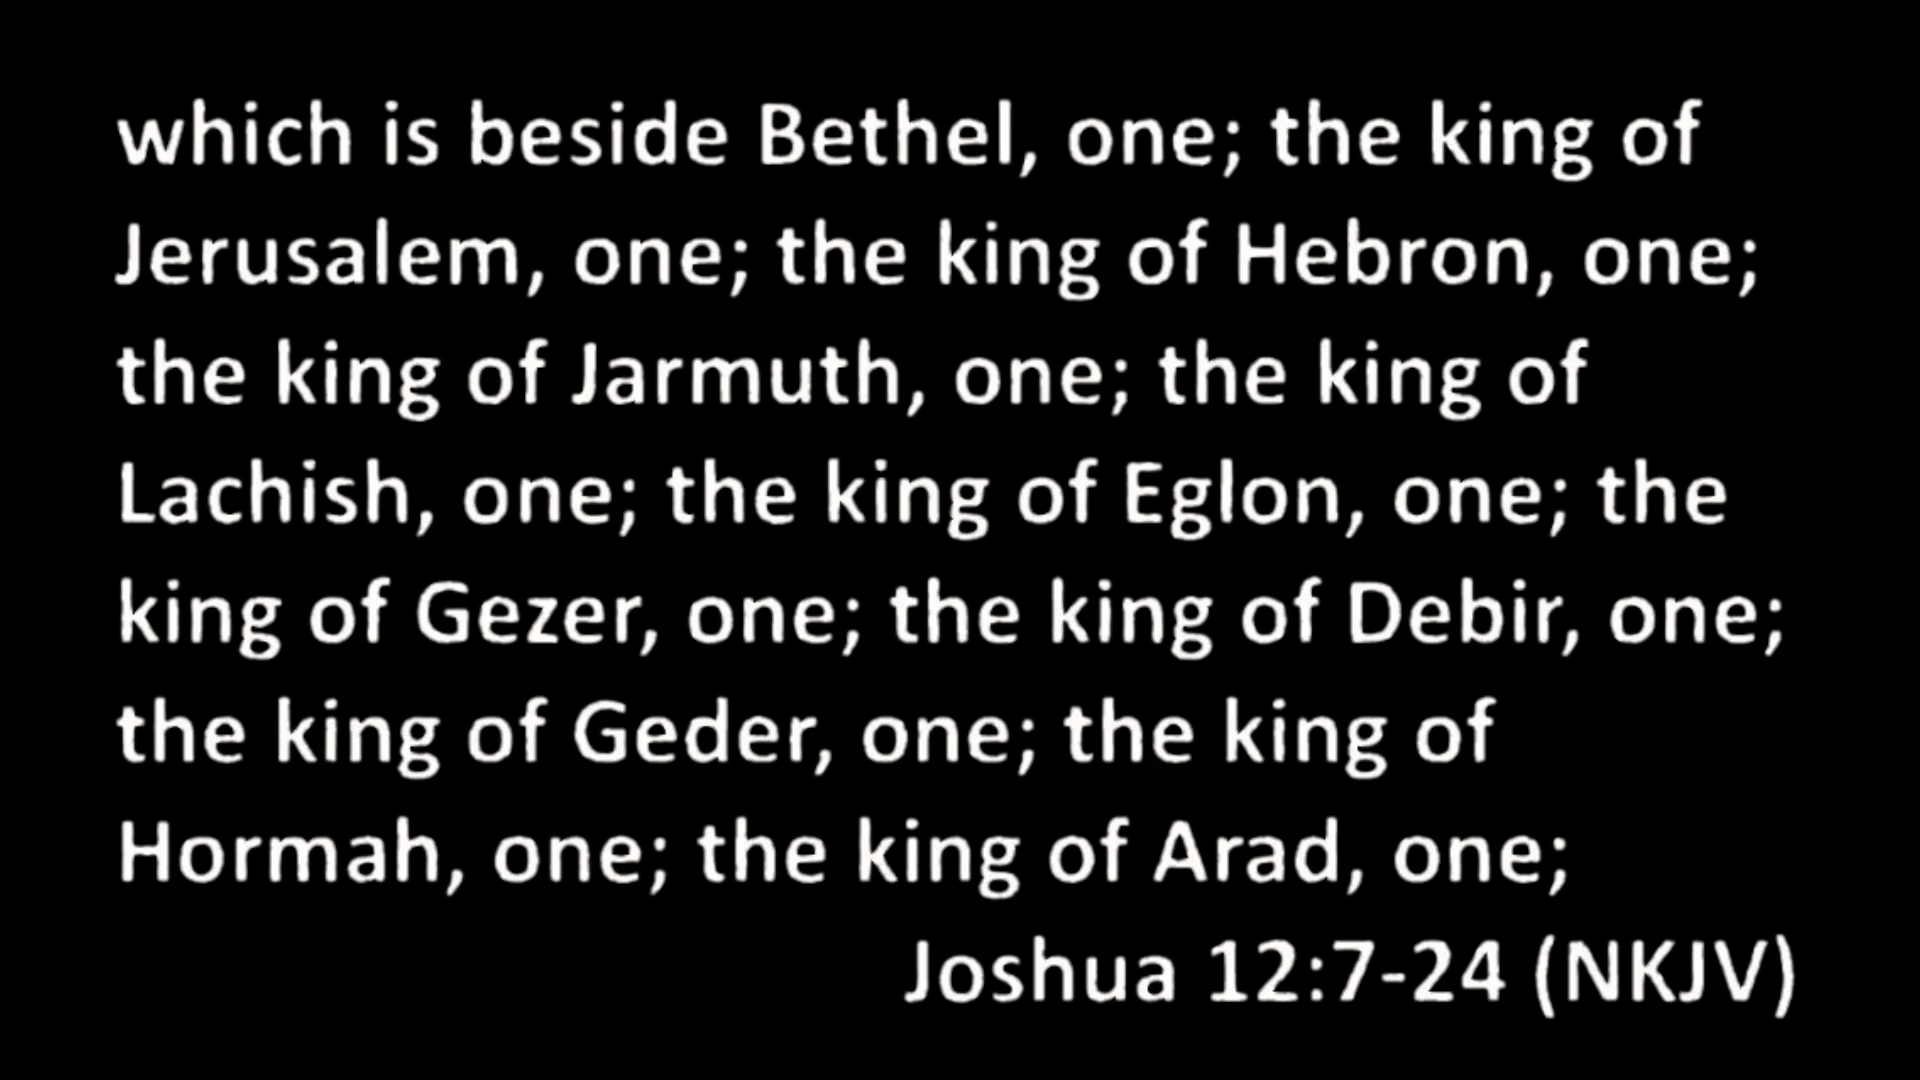 which is beside Bethel, one; the king of
Jerusalem, one; the king of Hebron, one;
the king of Jarmuth, one; the king of
Lachish, one; the king of Eglon, one; the
king of Gezer, one; the king of Debir, one;
the king of Geder, one; the king of
Hormah, one; the king of Arad, one;
Joshua 12:7-24 (NKJV)